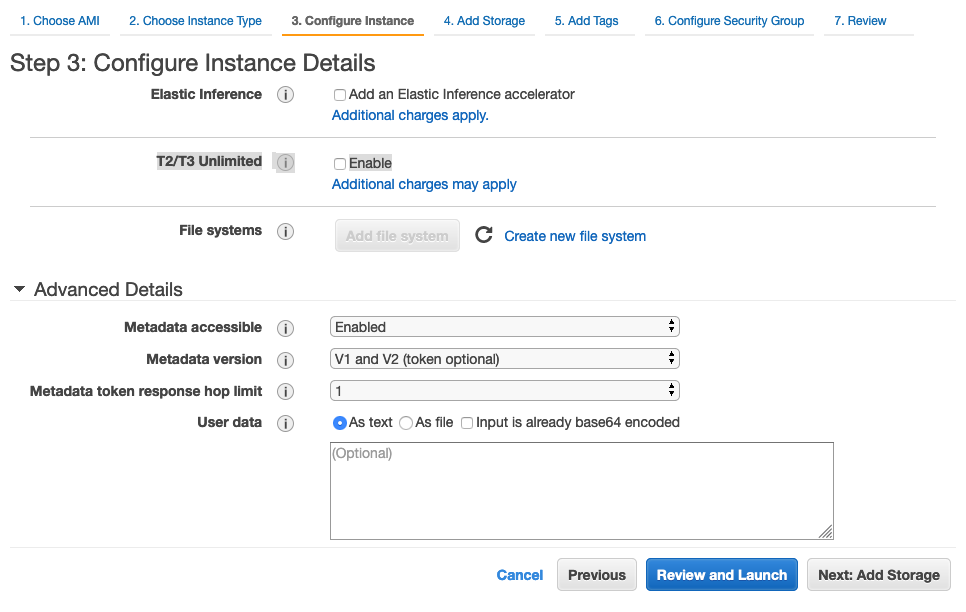 1. Choose AMI 2. Choose Instance Type 3. Configure Instance 4. Add Storage 5. Add Tags 6. Configure Security Group 7. Review
Step 3: Configure Instance Details
Elastic Inference i Add an Elastic Inference accelerator
Additional charges apply.
T2/T3 Unlimited i Enable
Additional charges may apply
File systems i Add file system Create new file system
Advanced Details
Metadata accessible i Enabled
Metadata version i V1 and V2 (token optional)
Metadata token response hop limit i 1
User data i As text As file Input is already base64 encoded
(Optional)
Cancel Previous Review and Launch Next: Add Storage